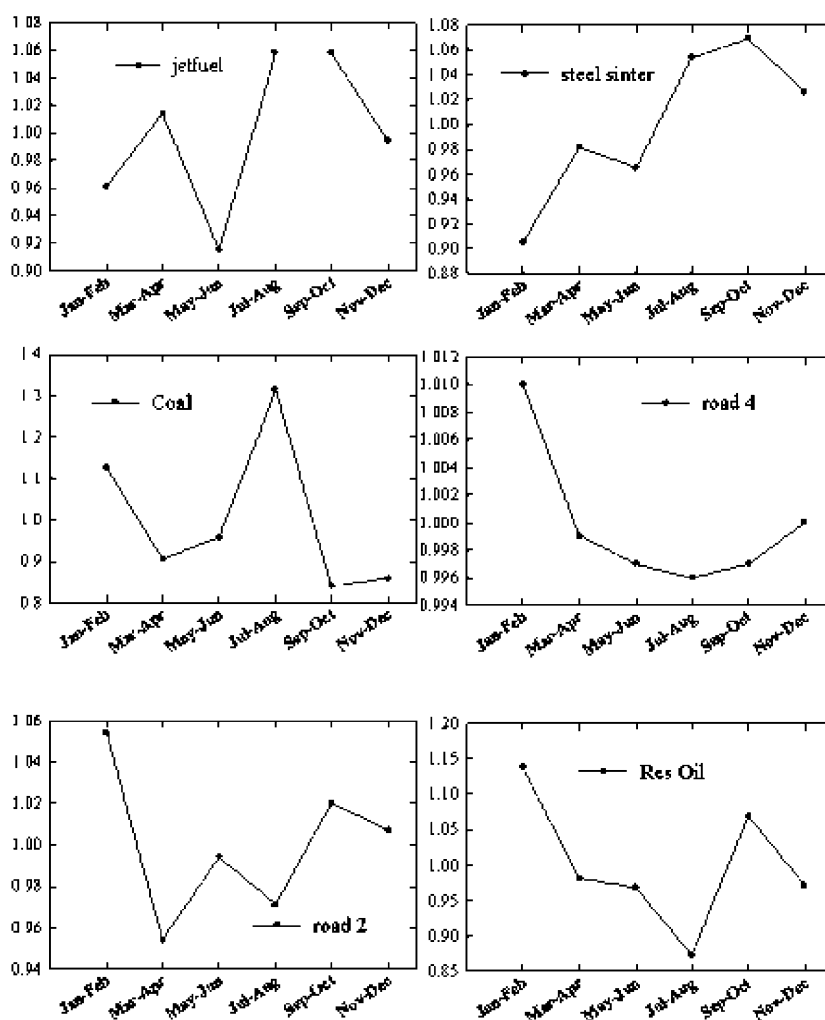 1.08
1.06
1.04
1.02
1.00
0.98
0.96
0.94
0.92
0.90
jetfuel
Jan-Feb
Mar-Apr
May-Jun
Jul-Aug
Sep-Oct
Nov-Dec
1.08
1.06
1.04
1.02
1.00
0.98
0.96
0.94
0.92
0.90
0.88
steel sinter
Jan-Feb
Mar-Apr
May-Jun
Jul-Aug
Sep-Oct
Nov-Dec
1.4
1.3
1.2
1.1
1.0
0.9
0.8
Coal
Jan-Feb
Mar-Apr
May-Jun
Jul-Aug
Sep-Oct
Nov-Dec
1.012
1.010
1.008
1.006
1.004
1.002
1.000
0.998
0.996
0.994
road 4
Jan-Feb
Mar-Apr
May-Jun
Jul-Aug
Sep-Oct
Nov-Dec
1.06
1.04
1.02
1.00
0.98
0.96
0.94
road 2
Jan-Feb
Mar-Apr
May-Jun
Jul-Aug
Sep-Oct
Nov-Dec
1.20
1.15
1.10
1.05
1.00
0.95
0.90
0.85
Res Oil
Jan-Feb
Mar-Apr
May-Jun
Jul-Aug
Sep-Oct
Nov-Dec